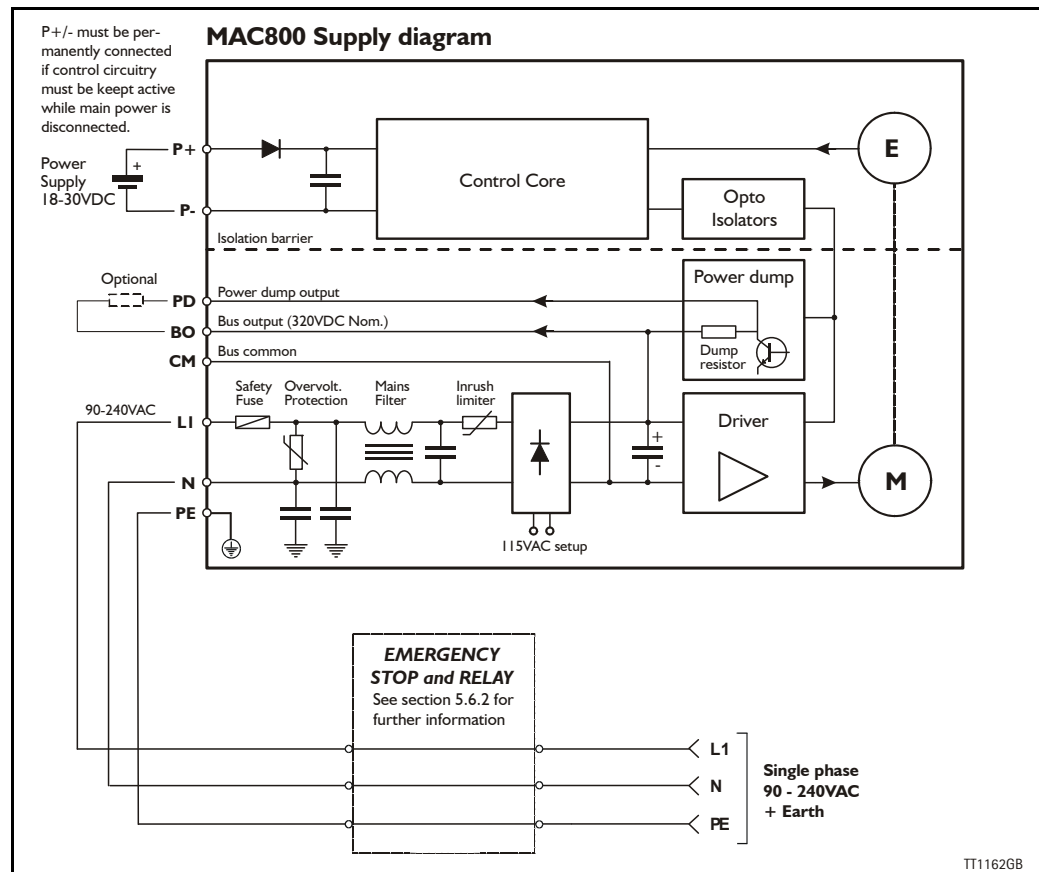 P+/- must be per-
manently connected
if control circuitry
must be keept active
while main power is
disconnected.
MAC800 Supply diagram
P+
Power
Supply
18-30VDC
+
P-
Control Core
E
Opto
Isolators
Isolation barrier
Optional
PD
Power dump output
Power dump
BO
Bus output (320VDC Nom.)
CM
Bus common
Dump
resistor
90-240VAC
L1
Safety
Fuse
Overvolt.
Protection
Mains
Filter
Inrush
limiter
+
-
Driver
N
M
PE
115VAC setup
EMERGENCY
STOP and RELAY
See section 5.6.2 for
further information
L1
N
PE
Single phase
90 - 240VAC
+ Earth
TT1162GB